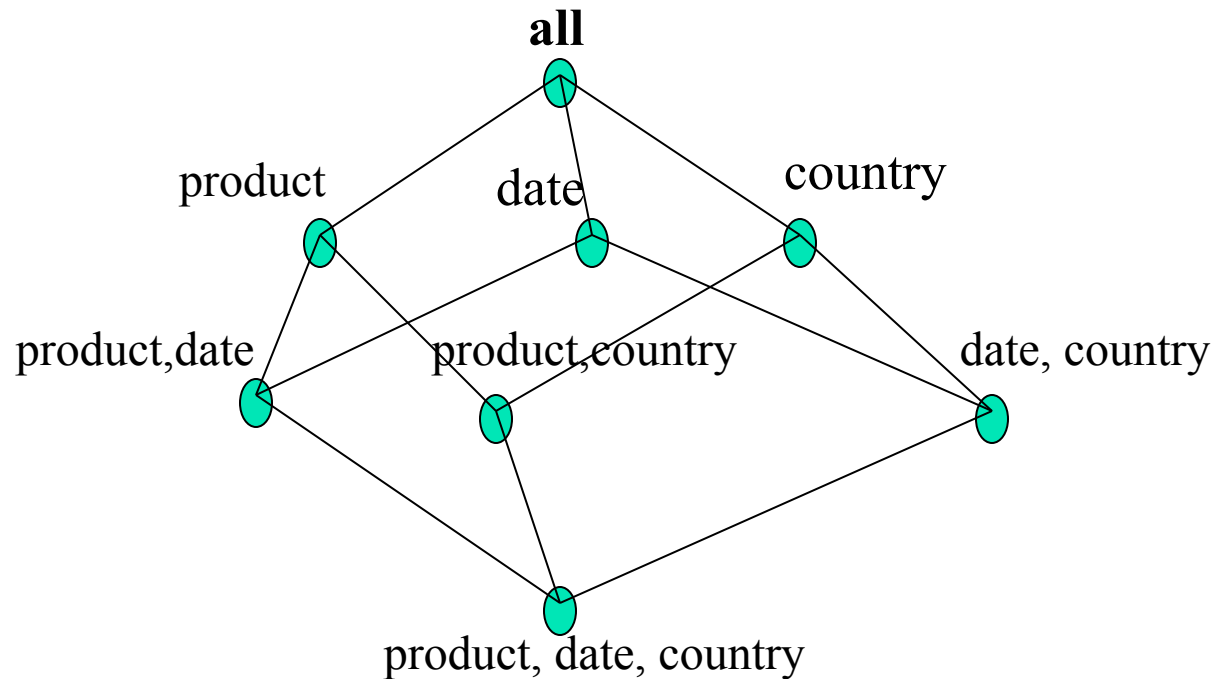 all
product
date
country
product,date
product,country
date, country
product, date, country